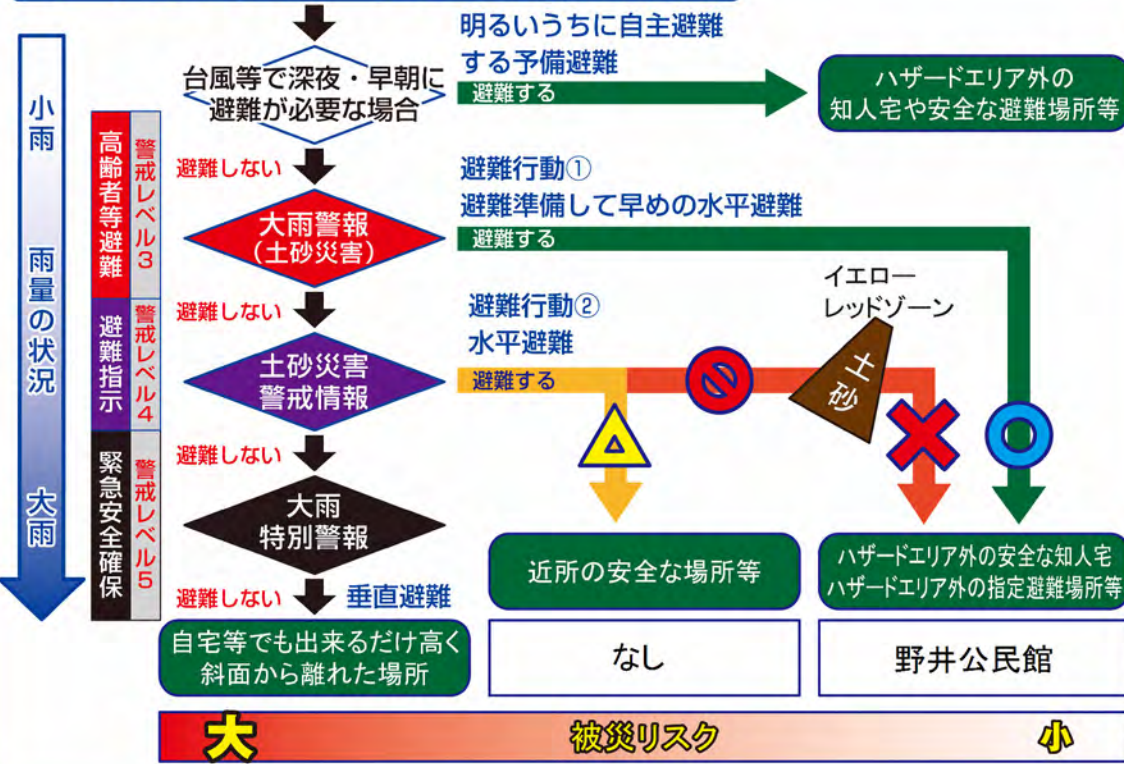 明るいうちに自主避難
する予備避難
台風等で深夜・早朝に
避難が必要な場合
避難する
ハザードエリア外の
知人宅や安全な避難場所等
小雨
雨量の状況
大雨
高齢者等避難
警戒レベル3
避難しない
避難行動①
避難準備して早めの水平避難
大雨警報
(土砂災害)
避難する
イエロー
レッドゾーン
避難指示
警戒レベル4
避難しない
避難行動②
水平避難
土砂災害
警戒情報
避難する
土砂
緊急安全確保
警戒レベル5
避難しない
大雨
特別警報
近所の安全な場所等
ハザードエリア外の安全な知人宅
ハザードエリア外の指定避難場所等
避難しない
垂直避難
自宅等でも出来るだけ高く
斜面から離れた場所
なし
野井公民館
大
被災リスク
小